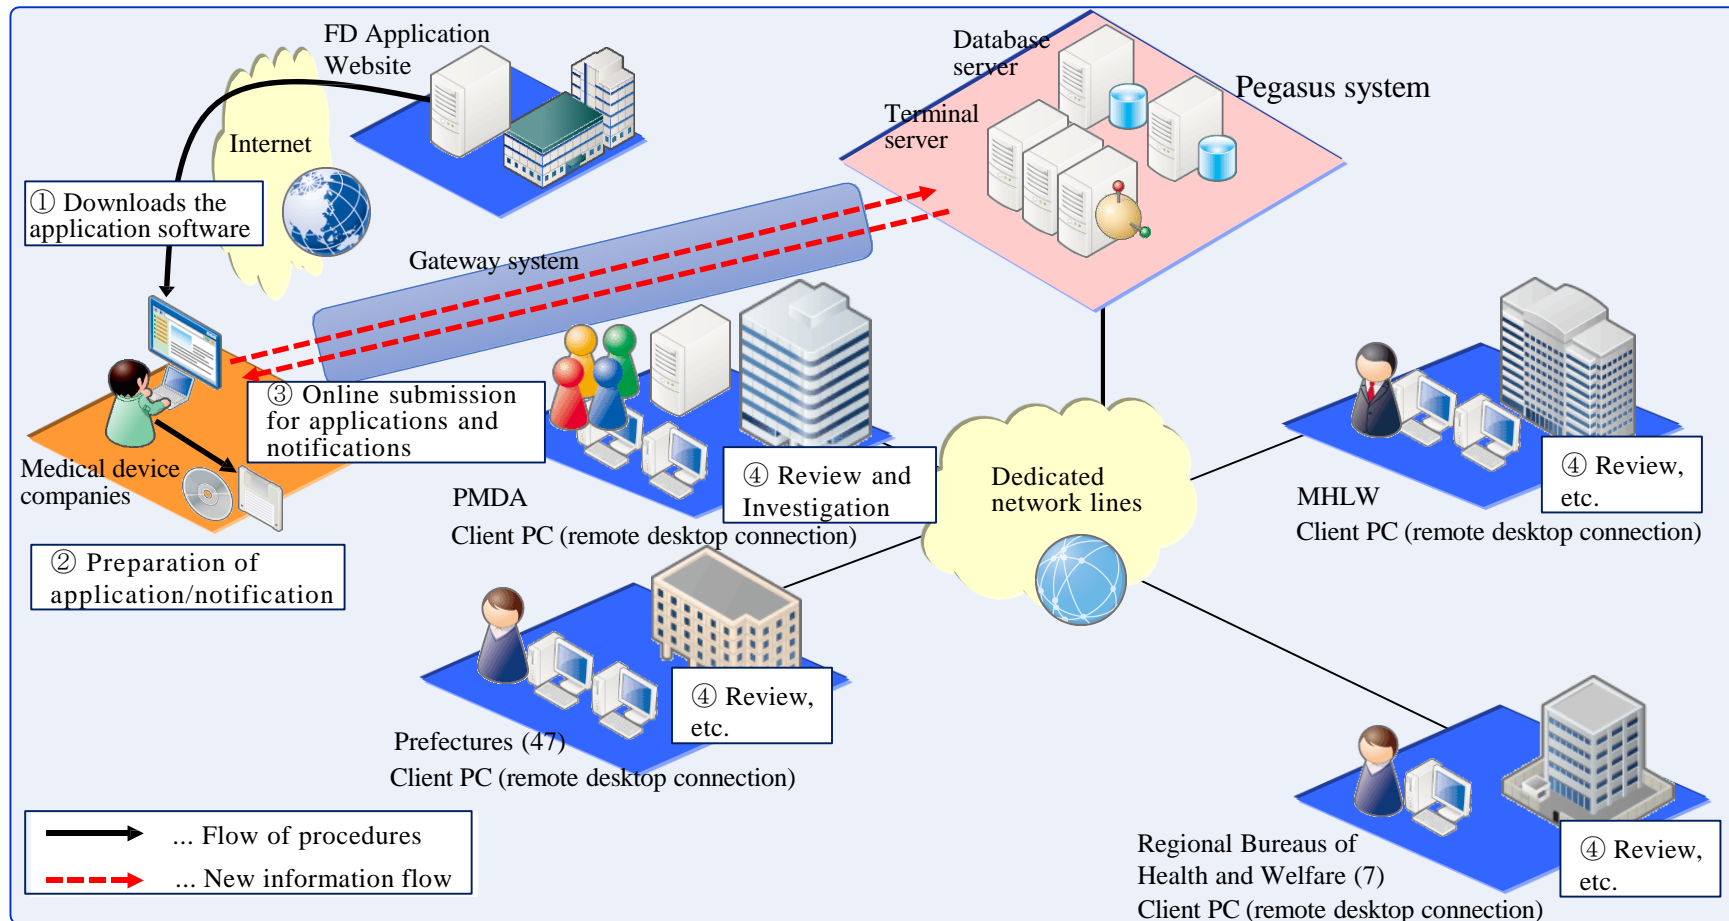 FD Application
Website
Internet
① Downloads the
application software
Database
server
Pegasus system
Terminal
server
Gateway system
③ Online submission
for applications and
notifications
Medical device
companies
② Preparation of
application/notification
④ Review and
Investigation
PMDA
Client PC (remote desktop connection)
Dedicated
network lines
④ Review,
etc.
MHLW
Client PC (remote desktop connection)
④ Review,
etc.
Prefectures (47)
Client PC (remote desktop connection)
④ Review,
etc.
Regional Bureaus of
Health and Welfare (7)
Client PC (remote desktop connection)
... Flow of procedures
... New information flow